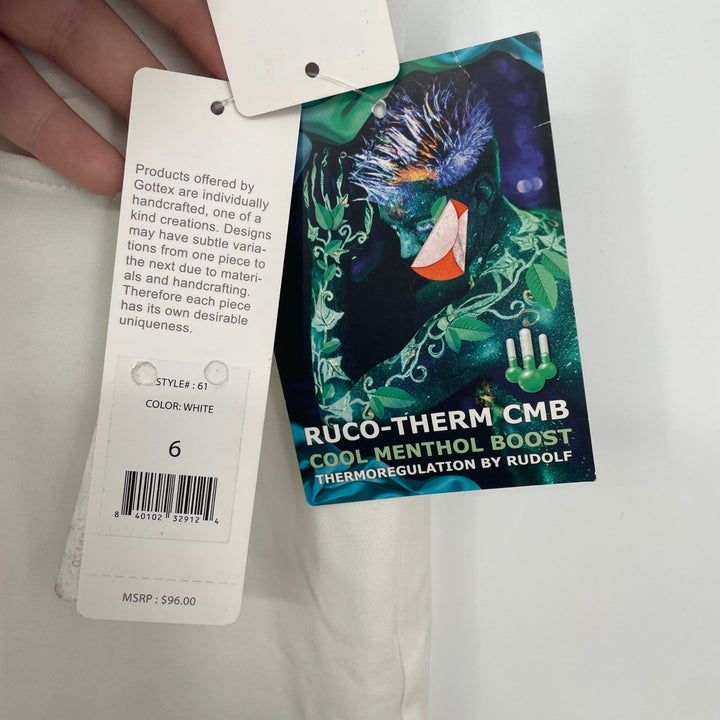 Products offered by
Gottex are individually
handcrafted, one of a
kind creations. Designs
may have subtle varia-
tions from one piece to
the next due to materi-
als and handcrafting.
Therefore each piece
has its own desirable
uniqueness.
STYLE# : 61
COLOR: WHITE
6
8 40102 32912 4
MSRP : $96.00
RUCO-THERM CMB
COOL MENTHOL BOOST
THERMOREGULATION BY RUDOLF